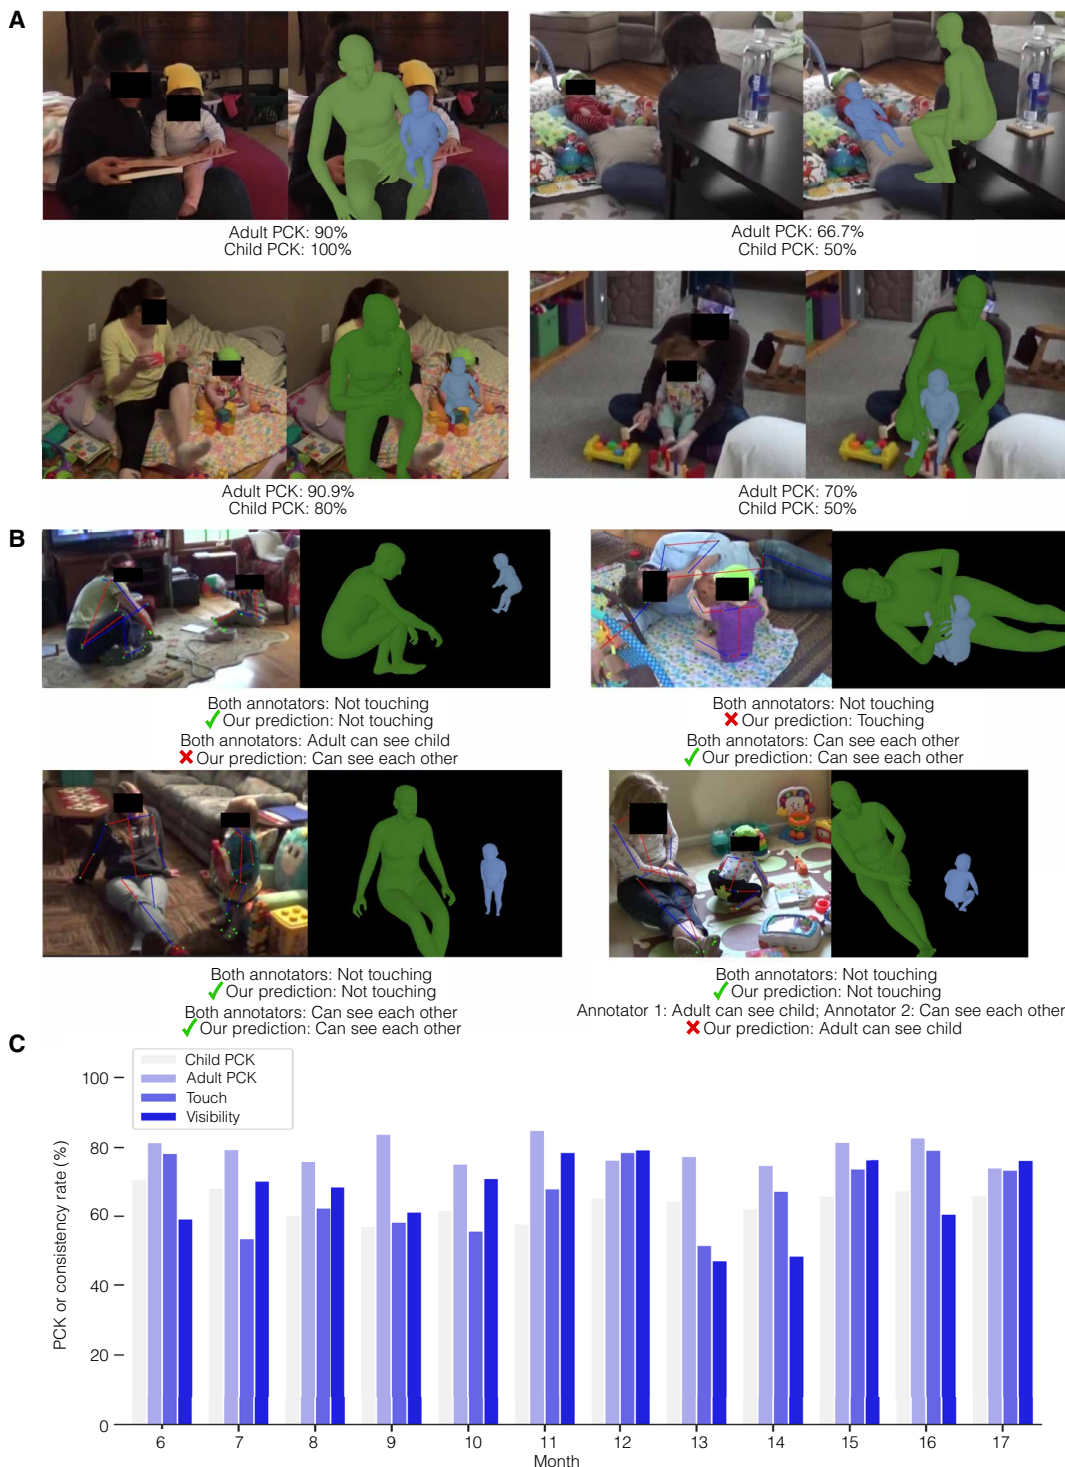 A
Adult PCK: 90%
Child PCK: 100%
Adult PCK: 66.7%
Child PCK: 50%
Adult PCK: 90.9%
Child PCK: 80%
Adult PCK: 70%
Child PCK: 50%
B
Both annotators: Not touching
✓ Our prediction: Not touching
Both annotators: Adult can see child
✗ Our prediction: Can see each other
Both annotators: Not touching
✗ Our prediction: Touching
Both annotators: Can see each other
✓ Our prediction: Can see each other
Both annotators: Not touching
✓ Our prediction: Not touching
Both annotators: Can see each other
✓ Our prediction: Can see each other
Both annotators: Not touching
✓ Our prediction: Not touching
Annotator 1: Adult can see child; Annotator 2: Can see each other
✗ Our prediction: Adult can see child
C
Child PCK
Adult PCK
Touch
Visibility
PCK or consistency rate (%)
100
80
60
40
20
0
6 7 8 9 10 11 12 13 14 15 16 17
Month